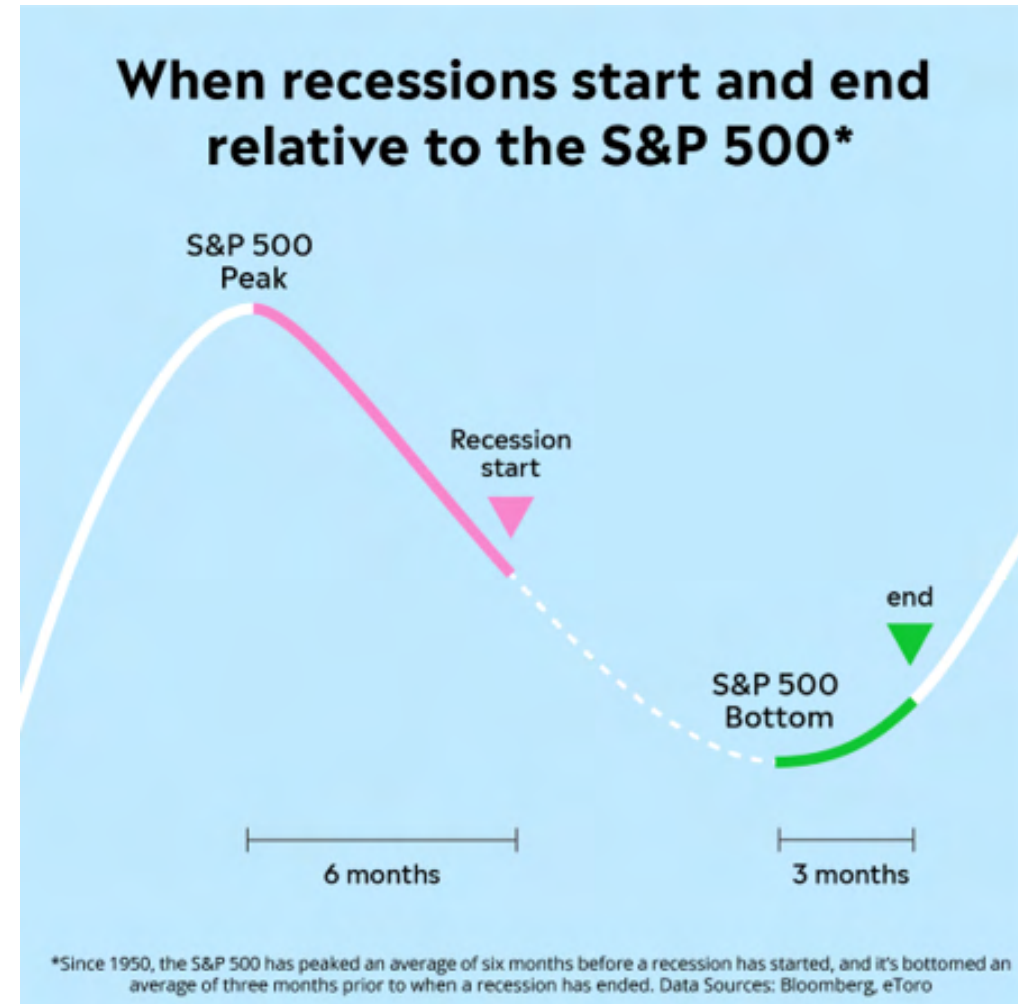 When recessions start and end
relative to the S&P 500*
S&P 500
Peak
Recession
start
end
S&P 500
Bottom
6 months
3 months
*Since 1950, the S&P 500 has peaked an average of six months before a recession has started, and it's bottomed an
average of three months prior to when a recession has ended. Data Sources: Bloomberg, eToro